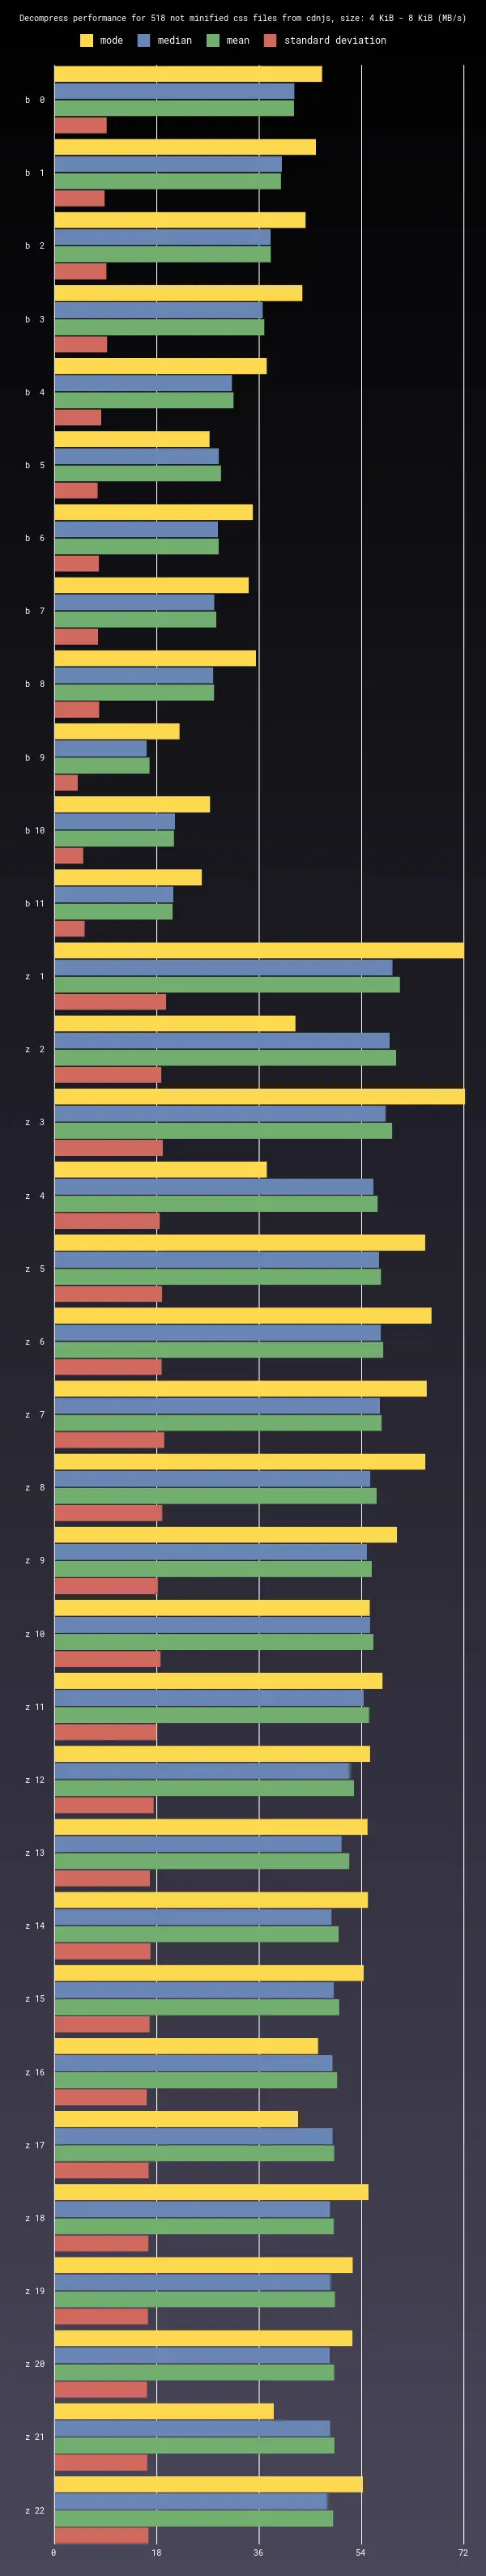 Decompress performance for 518 not minified css files from cdnjs, size: 4 KiB - 8 KiB (MB/s)
mode median mean standard deviation
b 0
b 1
b 2
b 3
b 4
b 5
b 6
b 7
b 8
b 9
b 10
b 11
z 1
z 2
z 3
z 4
z 5
z 6
z 7
z 8
z 9
z 10
z 11
z 12
z 13
z 14
z 15
z 16
z 17
z 18
z 19
z 20
z 21
z 22
0 18 36 54 72